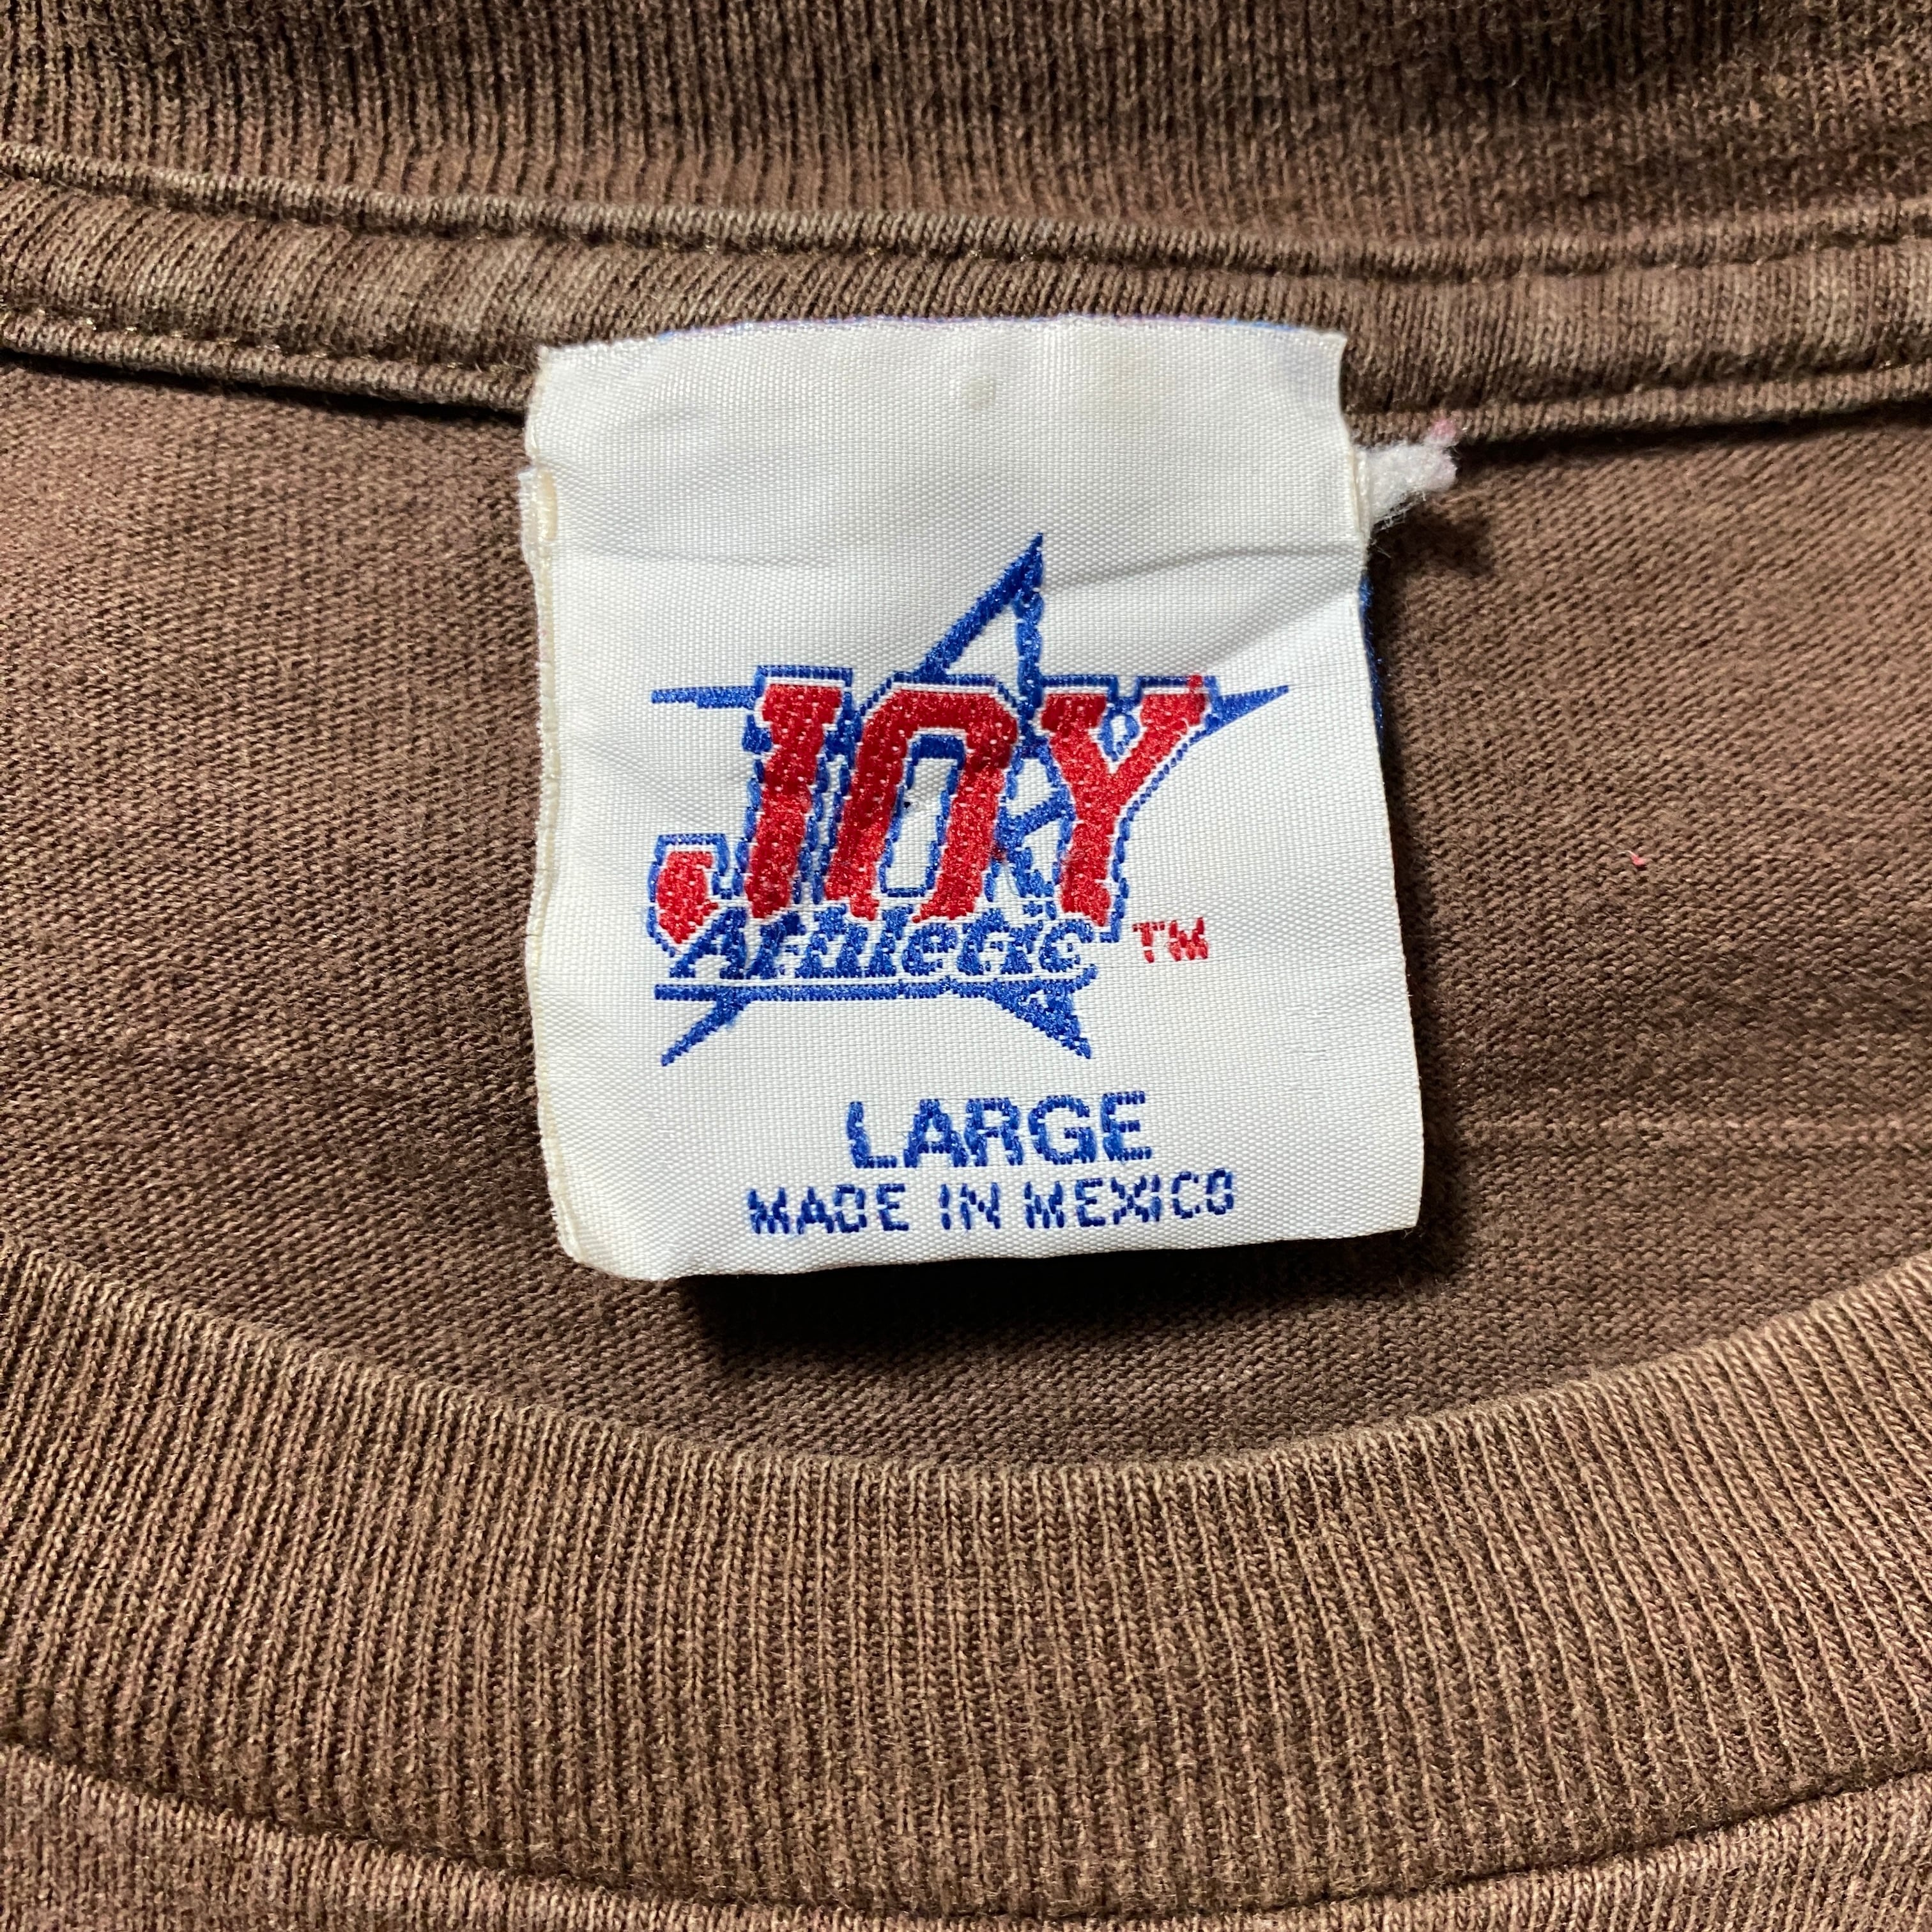 JOY
Athletic TM
LARGE
MADE IN MEXICO